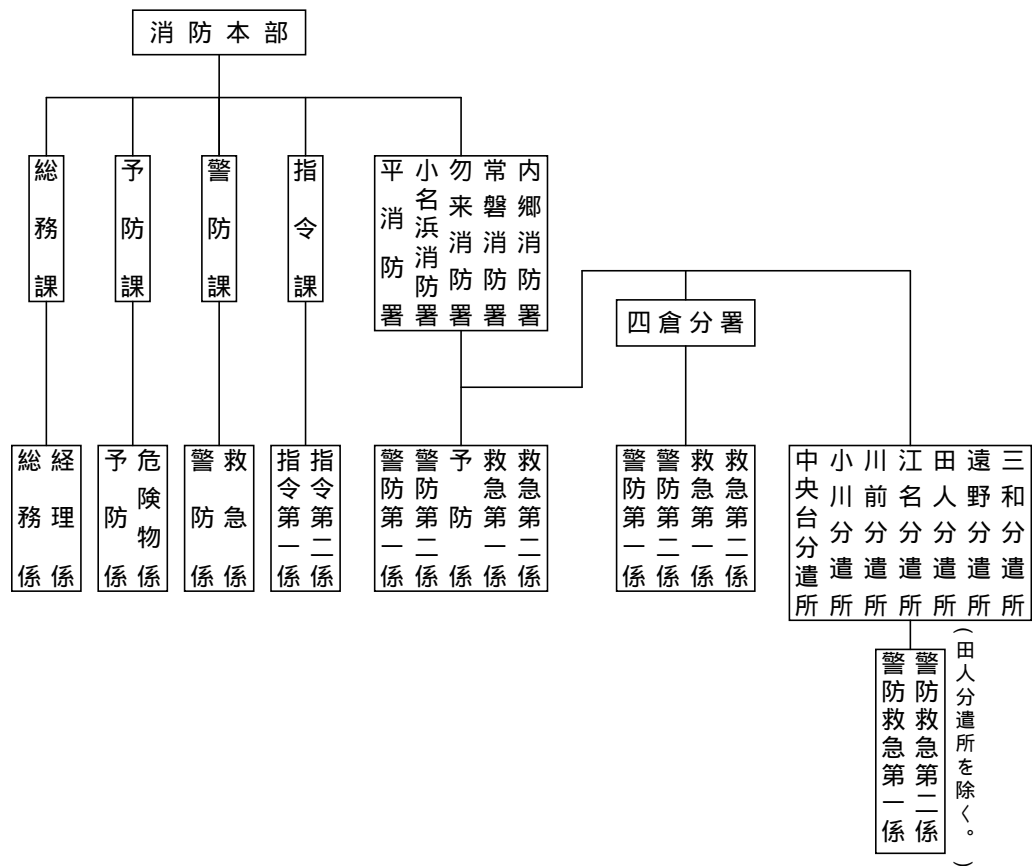 消防本部
総務課
予防課
警防課
指令課
平消防署
小名浜消防署
勿来消防署
常磐消防署
内郷消防署
四倉分署
総務係
経理係
予防係
危険物係
警防係
救急係
指令第一係
指令第二係
警防第一係
警防第二係
予防係
救急第一係
救急第二係
警防第一係
警防第二係
救急第一係
救急第二係
中央台分遣所
小川分遣所
川前分遣所
江名分遣所
田人分遣所
遠野分遣所
三和分遣所
警防救急第一係
警防救急第二係
(田人分遣所を除く。)